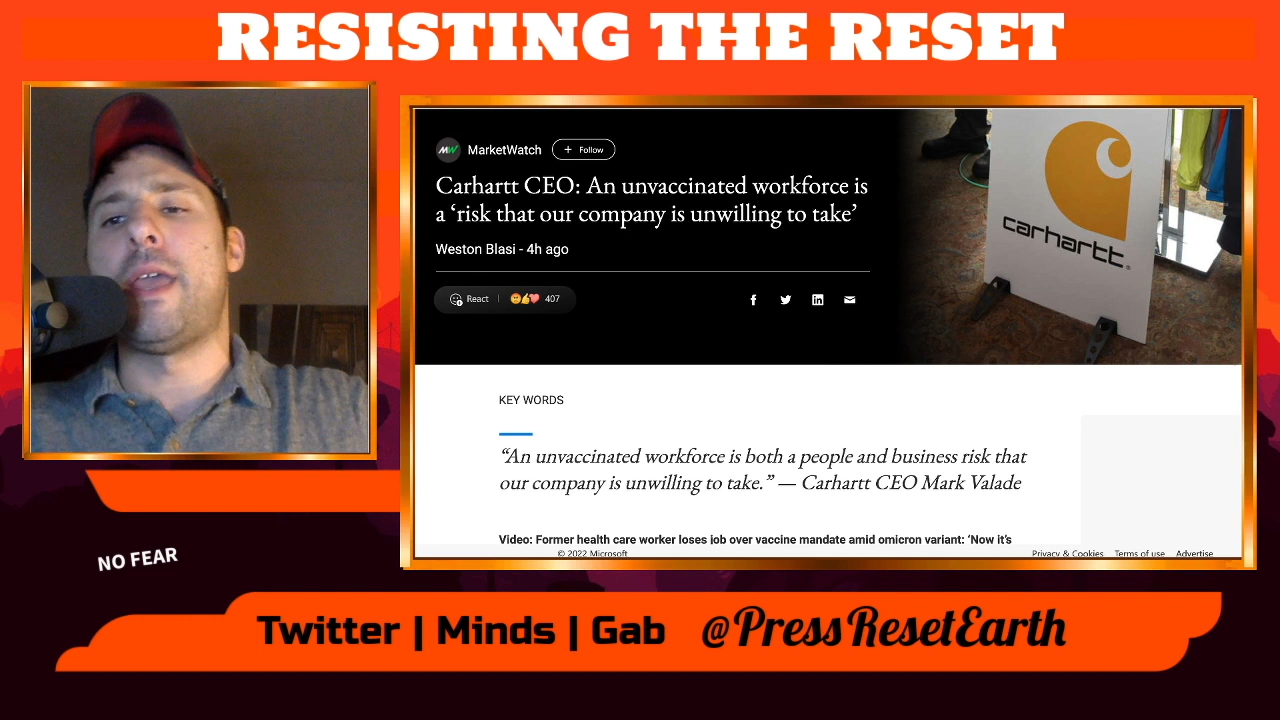 RESISTING THE RESET
MW MarketWatch + Follow
Carhartt CEO: An unvaccinated workforce is
a ‘risk that our company is unwilling to take’
Weston Blasi - 4h ago
React | 407
carhartt
KEY WORDS
“An unvaccinated workforce is both a people and business risk that
our company is unwilling to take.” — Carhartt CEO Mark Valade
Video: Former health care worker loses job over vaccine mandate amid omicron variant: ‘Now it’s
© 2022 Microsoft Privacy & Cookies Terms of use Advertise
NO FEAR
Twitter | Minds | Gab @PressResetEarth